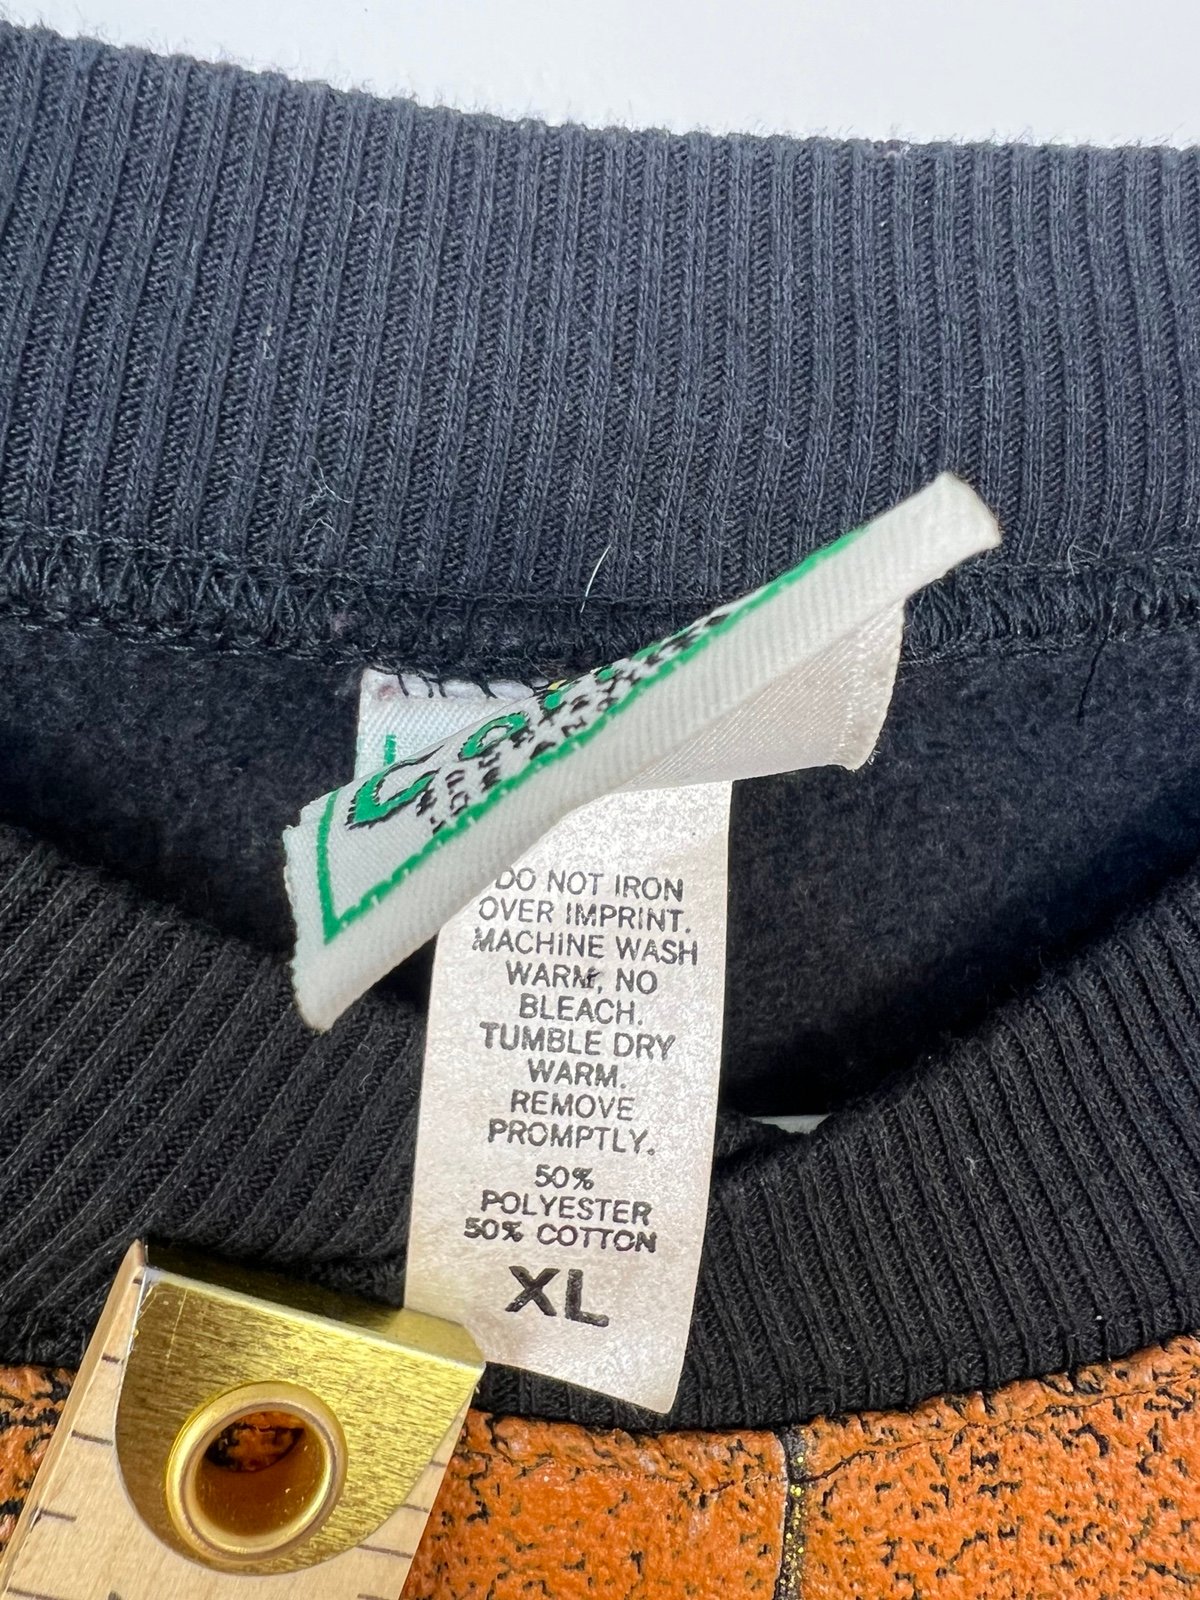 DO NOT IRON
OVER IMPRINT.
MACHINE WASH
WARM, NO
BLEACH.
TUMBLE DRY
WARM.
REMOVE
PROMPTLY.
50%
POLYESTER
50% COTTON
XL